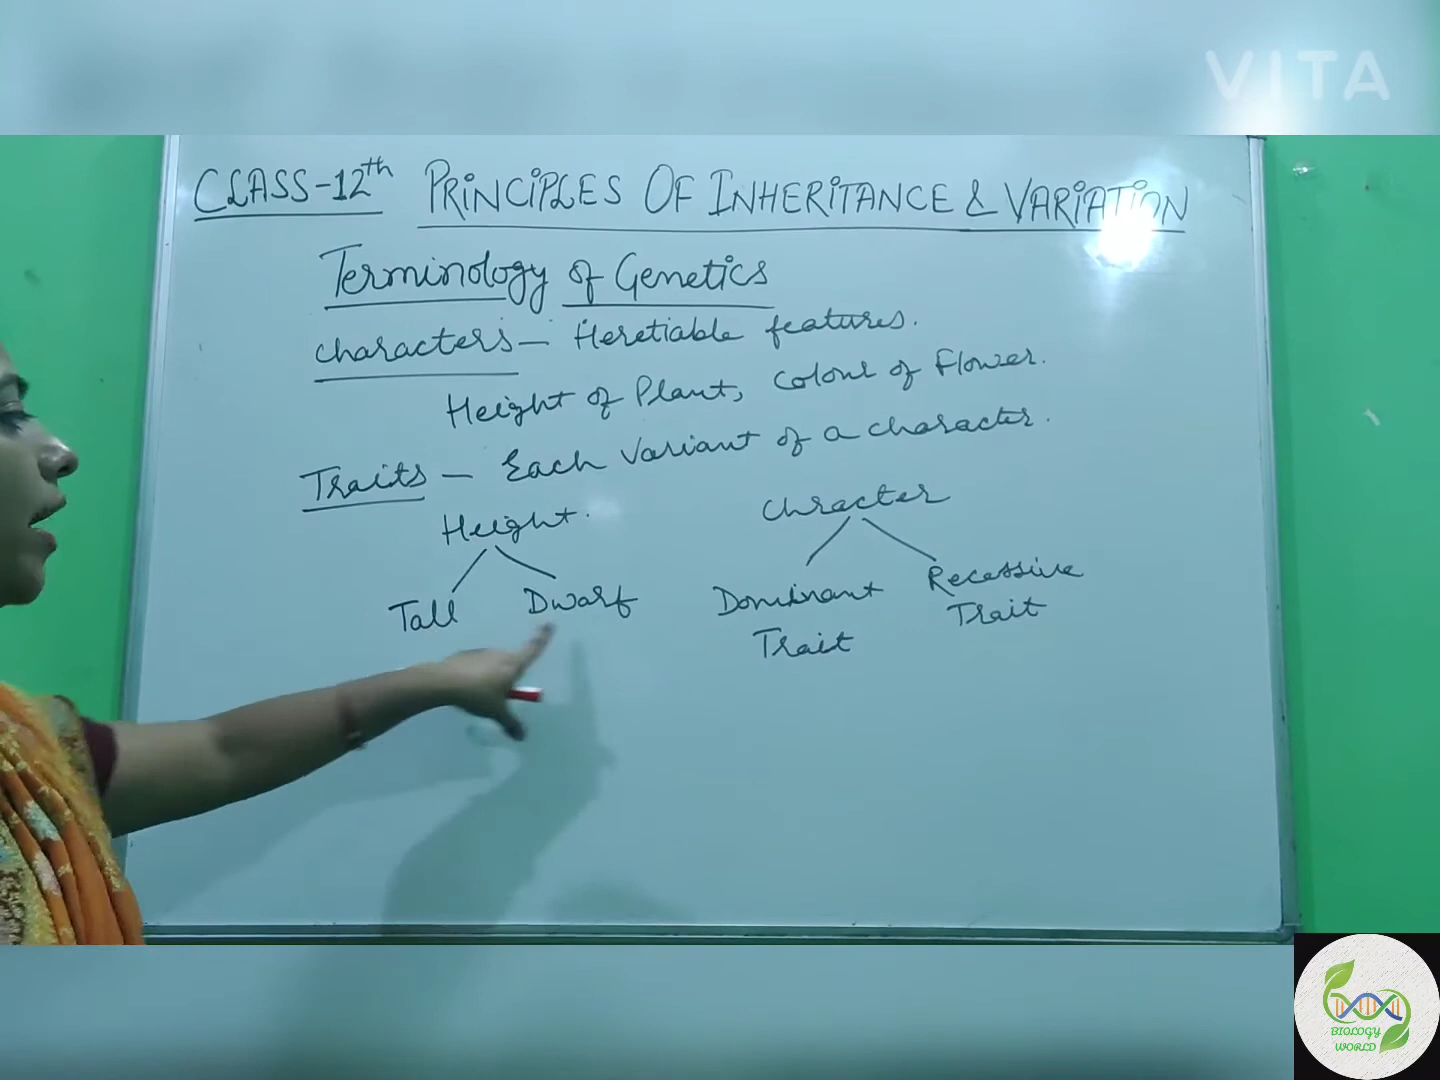 VITA
CLASS-12th PRINCIPLES OF INHERITANCE & VARIATION
Terminology of Genetics
Characters - Heretiable features.
Height of Plant, Colour of Flower.
Traits - Each Variant of a character.
Height.
Tall Dwarf
Chracter
Dominant Trait
Recessive Trait
BIOLOGY
WORLD